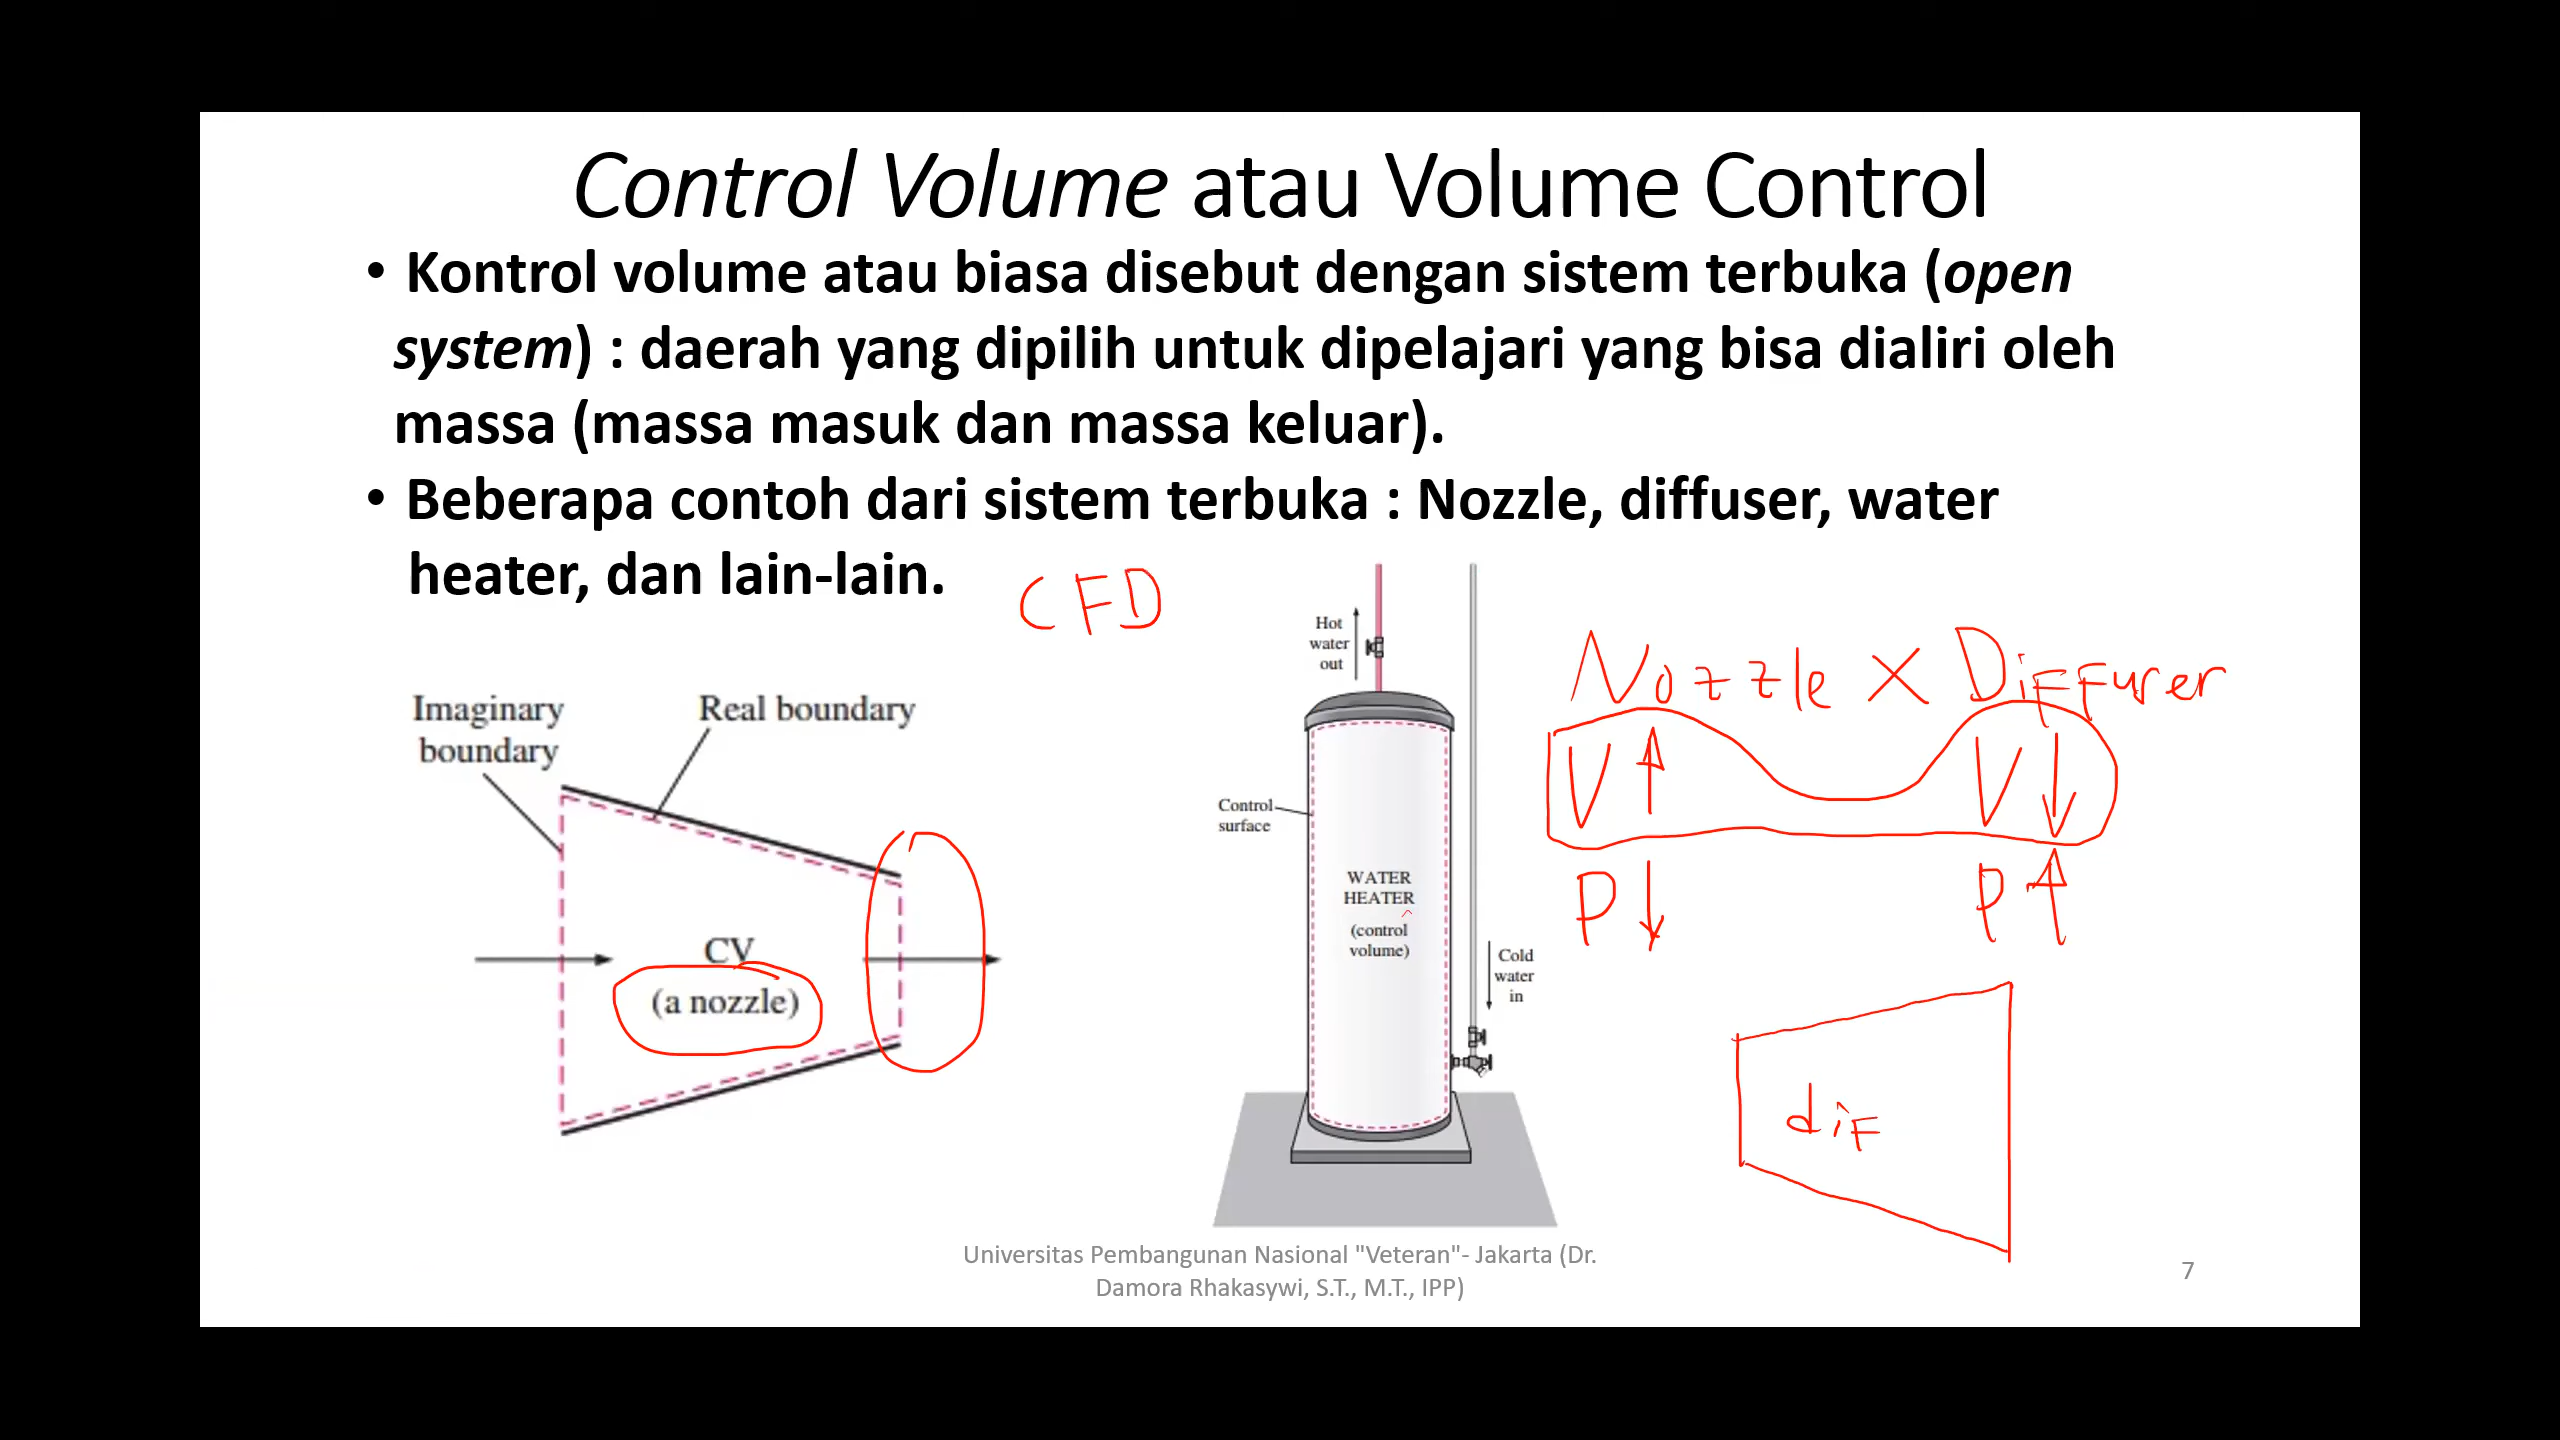 Control Volume atau Volume Control
• Kontrol volume atau biasa disebut dengan sistem terbuka (open
system) : daerah yang dipilih untuk dipelajari yang bisa dialiri oleh
massa (massa masuk dan massa keluar).
• Beberapa contoh dari sistem terbuka : Nozzle, diffuser, water
heater, dan lain-lain.
CFD
Imaginary
boundary
Real boundary
CV
(a nozzle)
Hot
water
out
Control
surface
WATER
HEATER
(control
volume)
Cold
water
in
Nozzle X Diffuser
V ↑ V ↓
P ↓ P ↑
dif
Universitas Pembangunan Nasional "Veteran"- Jakarta (Dr.
Damora Rhakasywi, S.T., M.T., IPP)
7